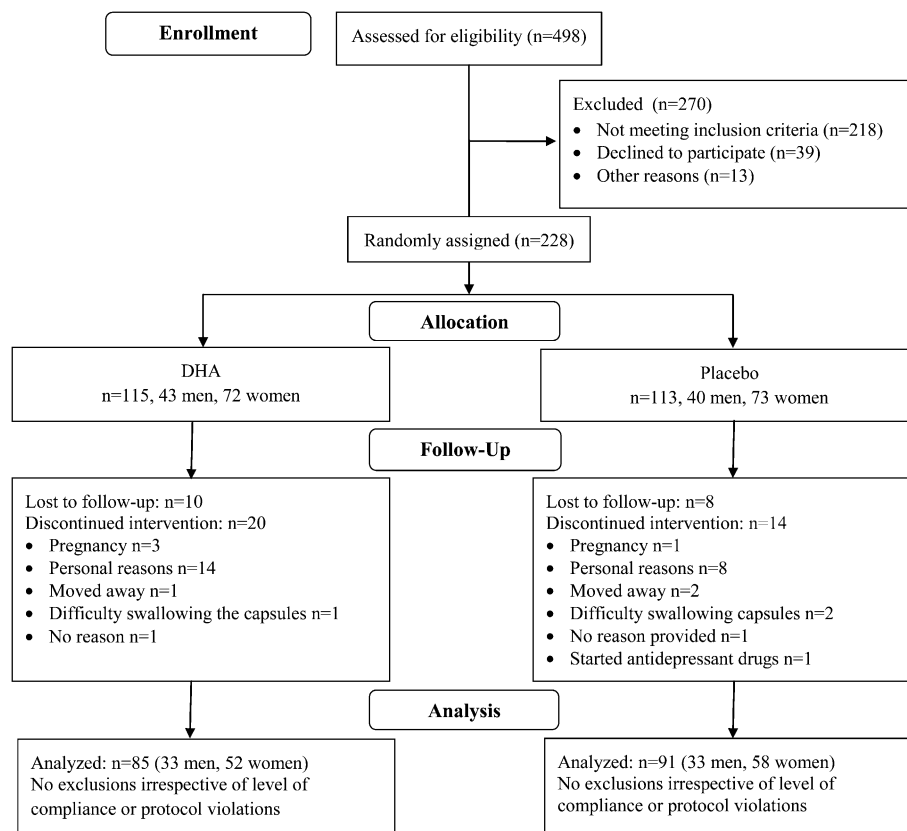 Enrollment
Assessed for eligibility (n=498)
Excluded (n=270)
• Not meeting inclusion criteria (n=218)
• Declined to participate (n=39)
• Other reasons (n=13)
Randomly assigned (n=228)
Allocation
DHA
n=115, 43 men, 72 women
Placebo
n=113, 40 men, 73 women
Follow-Up
Lost to follow-up: n=10
Discontinued intervention: n=20
• Pregnancy n=3
• Personal reasons n=14
• Moved away n=1
• Difficulty swallowing the capsules n=1
• No reason n=1
Lost to follow-up: n=8
Discontinued intervention: n=14
• Pregnancy n=1
• Personal reasons n=8
• Moved away n=2
• Difficulty swallowing capsules n=2
• No reason provided n=1
• Started antidepressant drugs n=1
Analysis
Analyzed: n=85 (33 men, 52 women)
No exclusions irrespective of level of
compliance or protocol violations
Analyzed: n=91 (33 men, 58 women)
No exclusions irrespective of level of
compliance or protocol violations